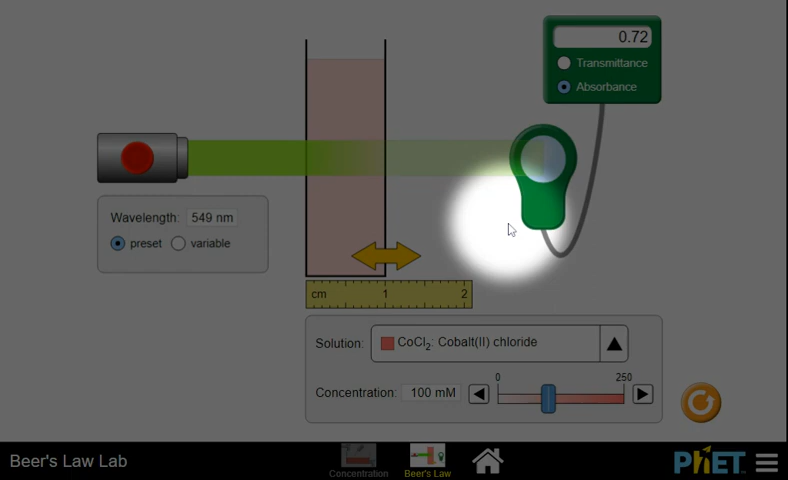 0.72
Transmittance
Absorbance
Wavelength: 549 nm
preset variable
cm 1 2
Solution: CoCl₂: Cobalt(II) chloride
0 250
Concentration: 100 mM
Beer's Law Lab
Concentration
Beer's Law
PhET